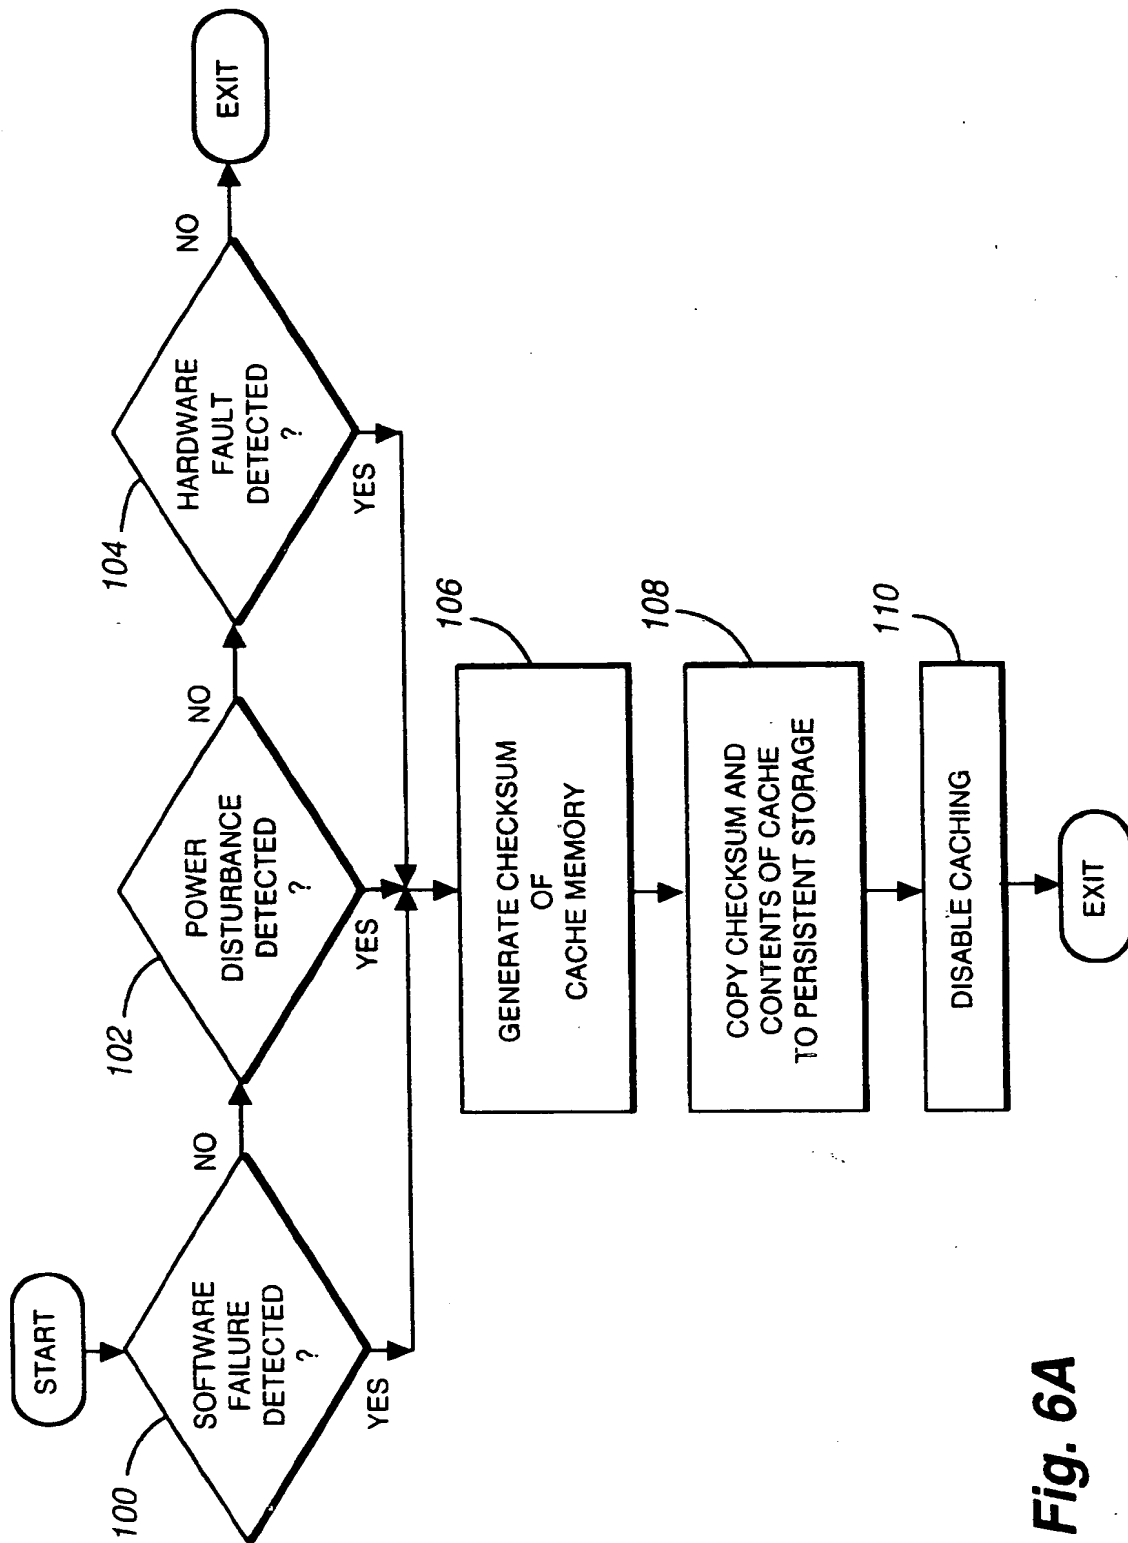 START
100
SOFTWARE
FAILURE
DETECTED
?
NO
YES
102
POWER
DISTURBANCE
DETECTED
?
NO
YES
104
HARDWARE
FAULT
DETECTED
?
NO
YES
EXIT
106
GENERATE CHECKSUM
OF
CACHE MEMORY
108
COPY CHECKSUM AND
CONTENTS OF CACHE
TO PERSISTENT STORAGE
110
DISABLE CACHING
EXIT
Fig. 6A